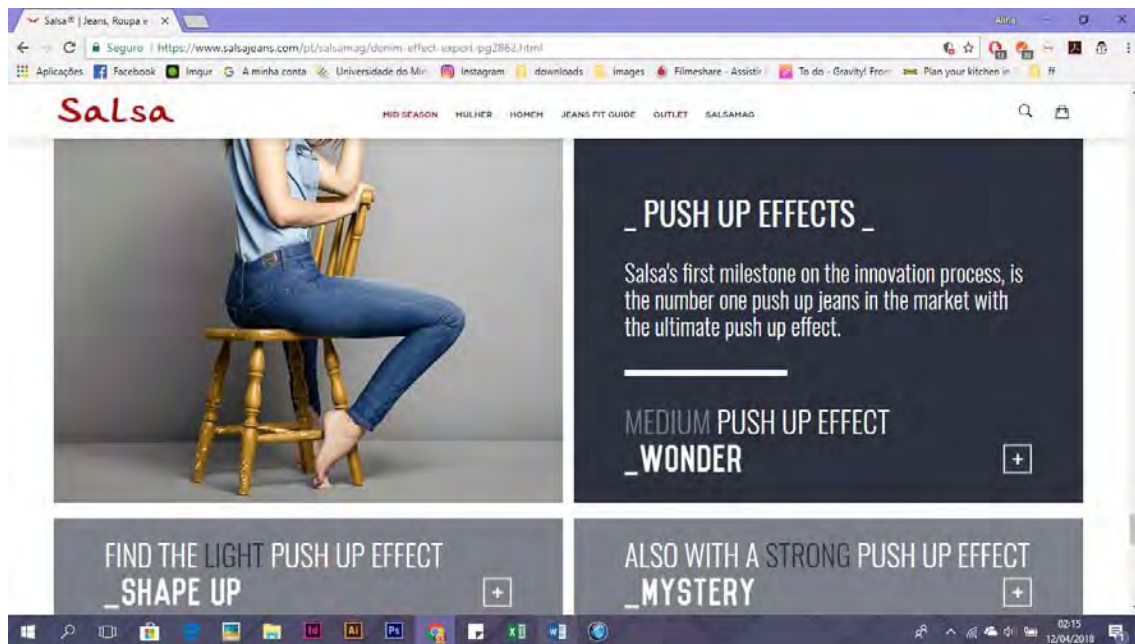 Salsa® | Jeans, Roupa e
Alina
Seguro | https://www.salsajeans.com/pt/salsamag/denim-effect-expert-pg2862.html
Aplicações Facebook Imgur A minha conta Universidade do Min Instagram downloads images Filmeshare - Assistir To do - Gravity! From Plan your kitchen in ff
Salsa
MID SEASON MULHER HOMEM JEANS FIT GUIDE OUTLET SALSAMAG
_ PUSH UP EFFECTS _
Salsa's first milestone on the innovation process, is
the number one push up jeans in the market with
the ultimate push up effect.
MEDIUM PUSH UP EFFECT
_WONDER
+
FIND THE LIGHT PUSH UP EFFECT
_SHAPE UP
+
ALSO WITH A STRONG PUSH UP EFFECT
_MYSTERY
+
Id Ai Ps
02:15
12/04/2018